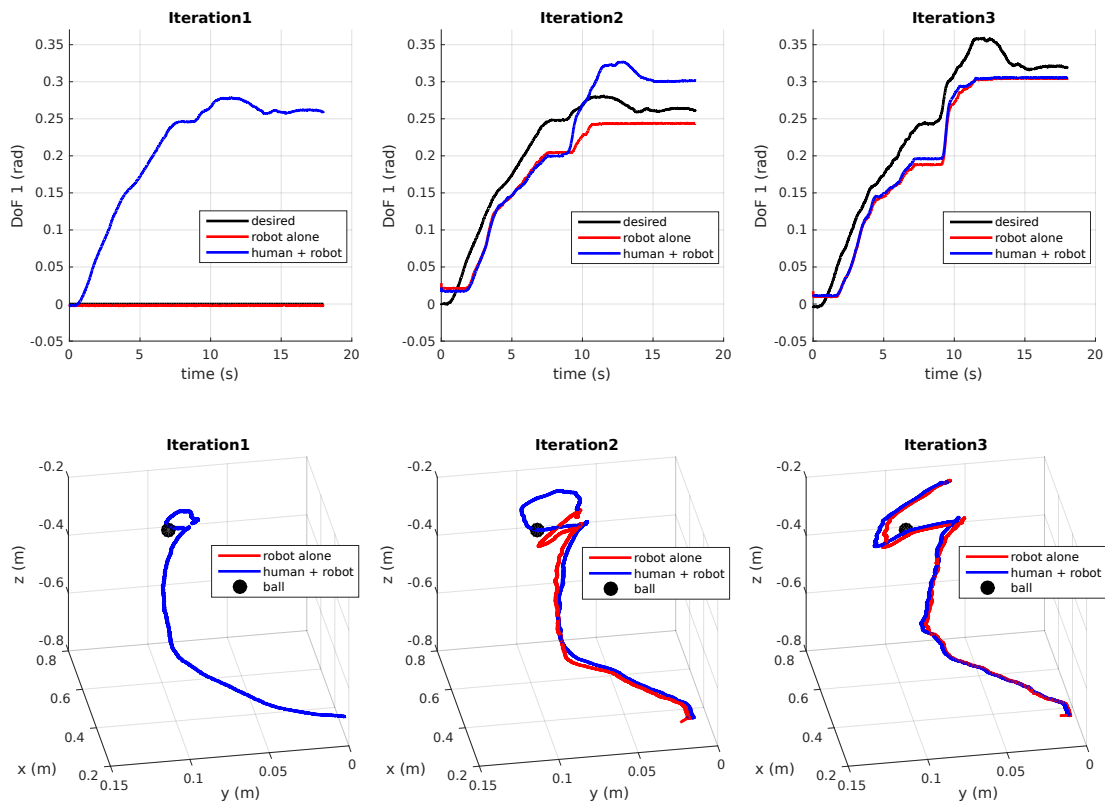 Iteration1
0.35
0.3
0.25
0.2
0.15
0.1
0.05
0
-0.05
DoF 1 (rad)
desired
robot alone
human + robot
0 5 10 15 20
time (s)
Iteration2
0.35
0.3
0.25
0.2
0.15
0.1
0.05
0
-0.05
DoF 1 (rad)
desired
robot alone
human + robot
0 5 10 15 20
time (s)
Iteration3
0.35
0.3
0.25
0.2
0.15
0.1
0.05
0
-0.05
DoF 1 (rad)
desired
robot alone
human + robot
0 5 10 15 20
time (s)
Iteration1
-0.2
-0.4
-0.6
-0.8
z (m)
robot alone
human + robot
ball
0.8
0.6
0.4
0.2
x (m)
0.15
0.1
0.05
0
y (m)
Iteration2
-0.2
-0.4
-0.6
-0.8
z (m)
robot alone
human + robot
ball
0.8
0.6
0.4
0.2
x (m)
0.15
0.1
0.05
0
y (m)
Iteration3
-0.2
-0.4
-0.6
-0.8
z (m)
robot alone
human + robot
ball
0.8
0.6
0.4
0.2
x (m)
0.15
0.1
0.05
0
y (m)